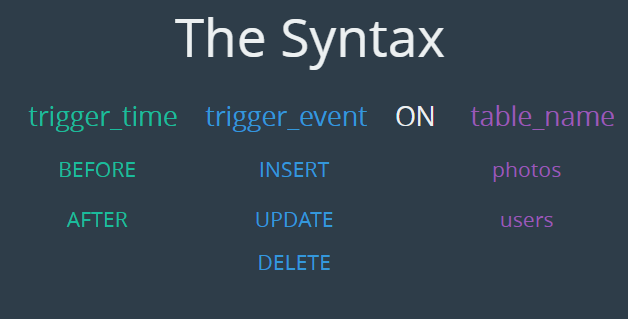 The Syntax
trigger_time trigger_event ON table_name
BEFORE INSERT photos
AFTER UPDATE users
DELETE